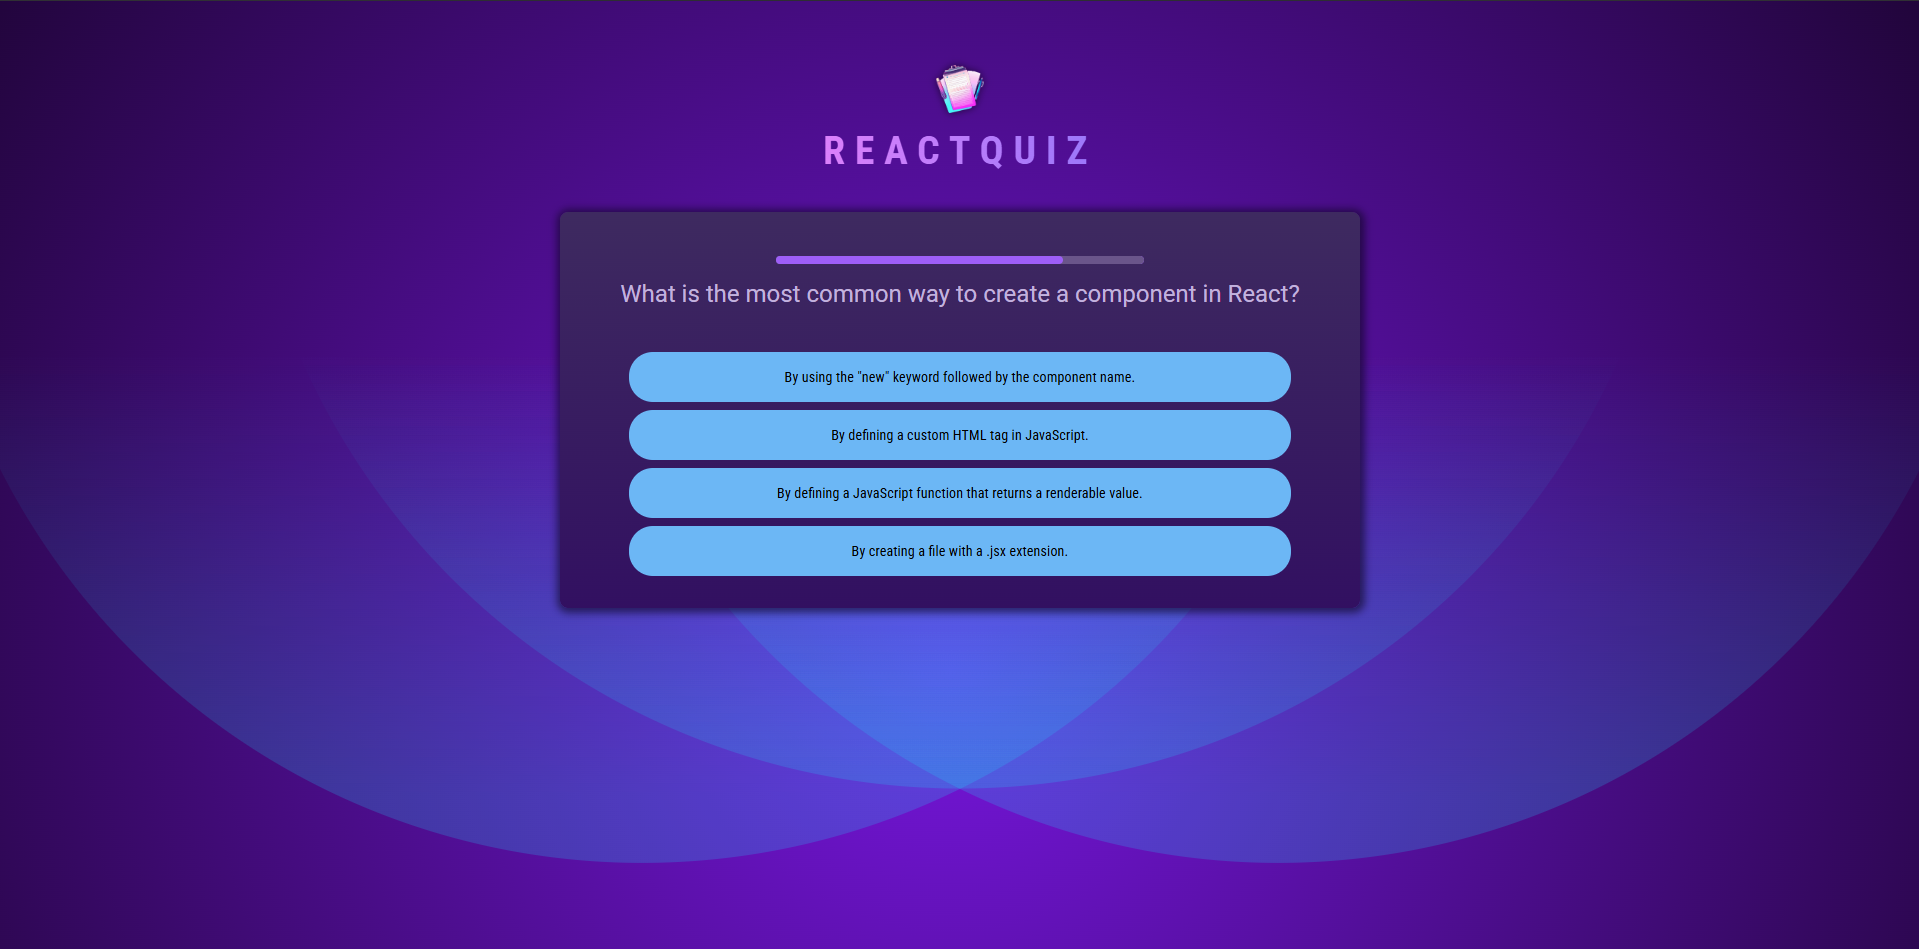 REACTQUIZ
What is the most common way to create a component in React?
By using the "new" keyword followed by the component name.
By defining a custom HTML tag in JavaScript.
By defining a JavaScript function that returns a renderable value.
By creating a file with a .jsx extension.